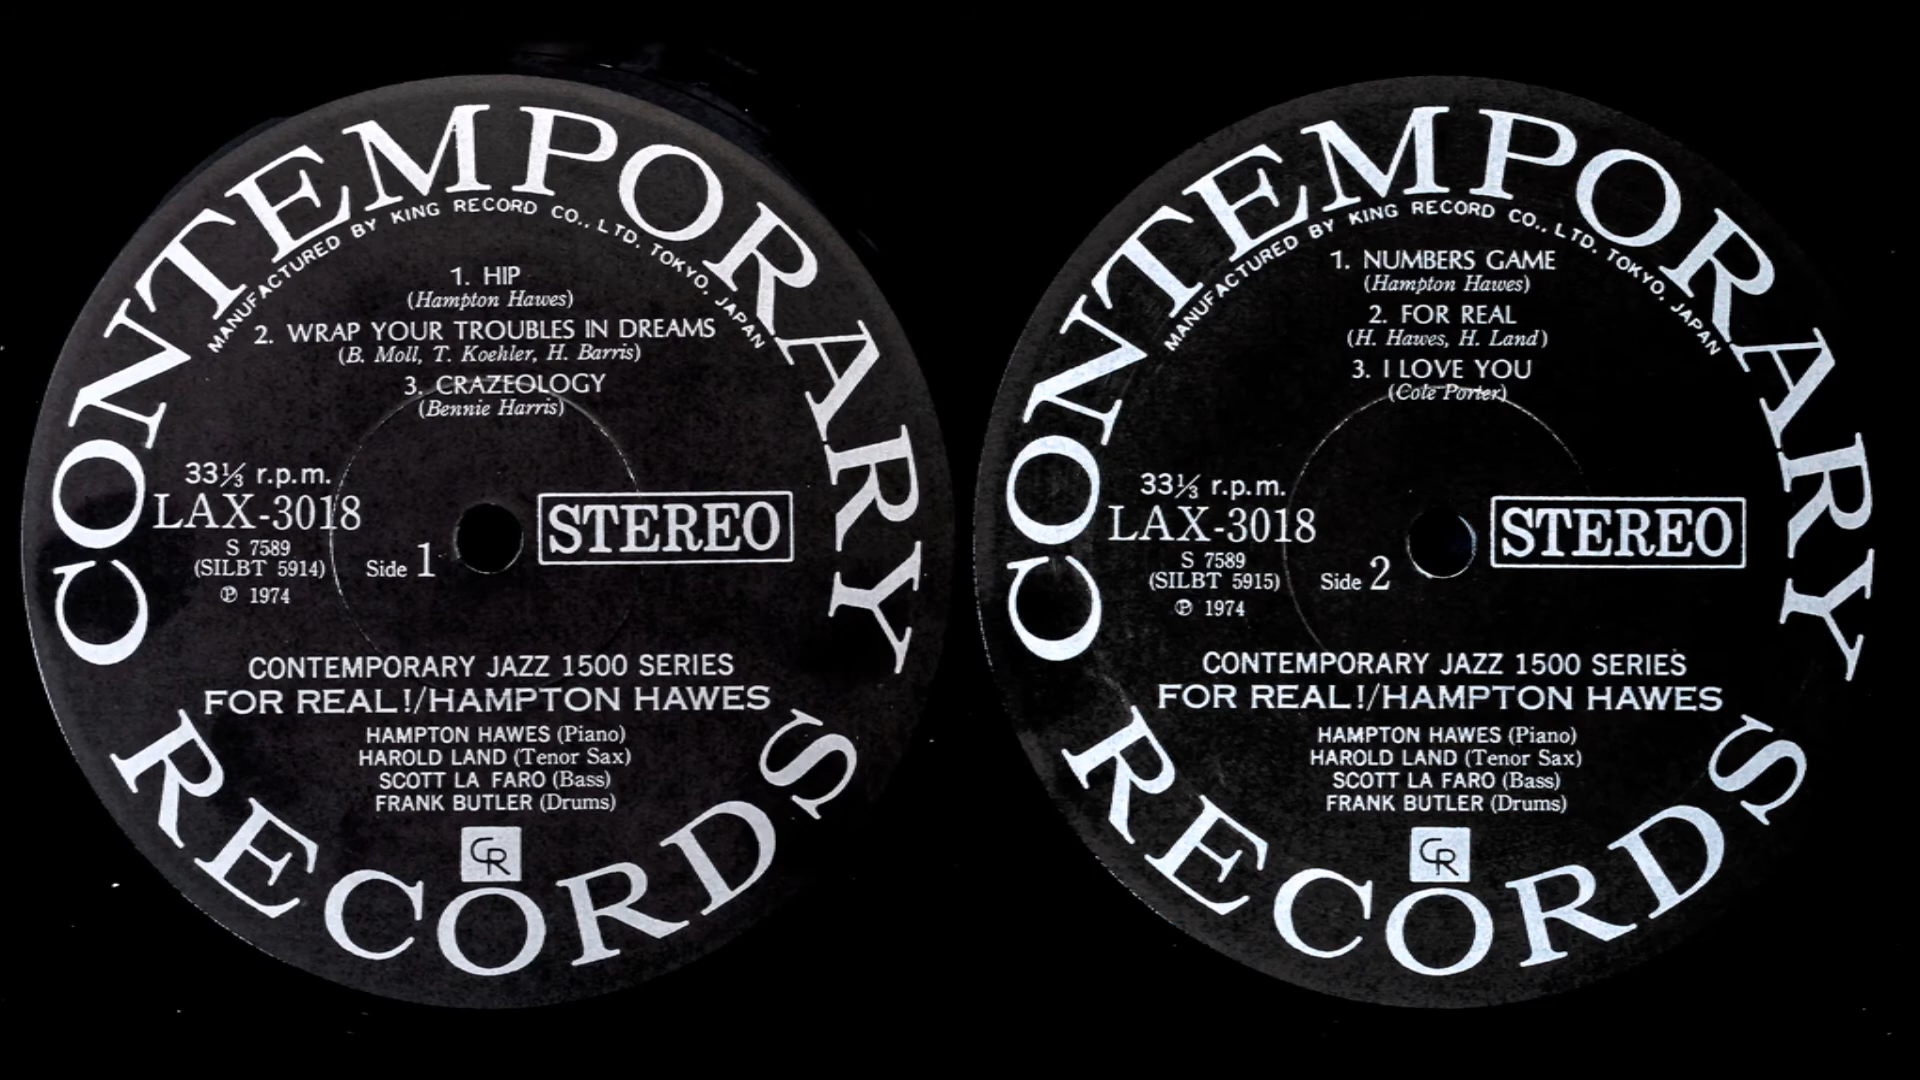 CONTEMPORARY
MANUFACTURED BY KING RECORD CO., LTD. TOKYO, JAPAN
1. HIP
(Hampton Hawes)
2. WRAP YOUR TROUBLES IN DREAMS
(B. Moll, T. Koehler, H. Barris)
3. CRAZEOLOGY
(Bennie Harris)
33⅓ r.p.m.
LAX-3018
S 7589
(SILBT 5914)
℗ 1974
Side 1
STEREO
CONTEMPORARY JAZZ 1500 SERIES
FOR REAL!/HAMPTON HAWES
HAMPTON HAWES (Piano)
HAROLD LAND (Tenor Sax)
SCOTT LA FARO (Bass)
FRANK BUTLER (Drums)
CR
RECORDS
CONTEMPORARY
MANUFACTURED BY KING RECORD CO., LTD. TOKYO, JAPAN
1. NUMBERS GAME
(Hampton Hawes)
2. FOR REAL
(H. Hawes, H. Land)
3. I LOVE YOU
(Cole Porter)
33⅓ r.p.m.
LAX-3018
S 7589
(SILBT 5915)
℗ 1974
Side 2
STEREO
CONTEMPORARY JAZZ 1500 SERIES
FOR REAL!/HAMPTON HAWES
HAMPTON HAWES (Piano)
HAROLD LAND (Tenor Sax)
SCOTT LA FARO (Bass)
FRANK BUTLER (Drums)
CR
RECORDS